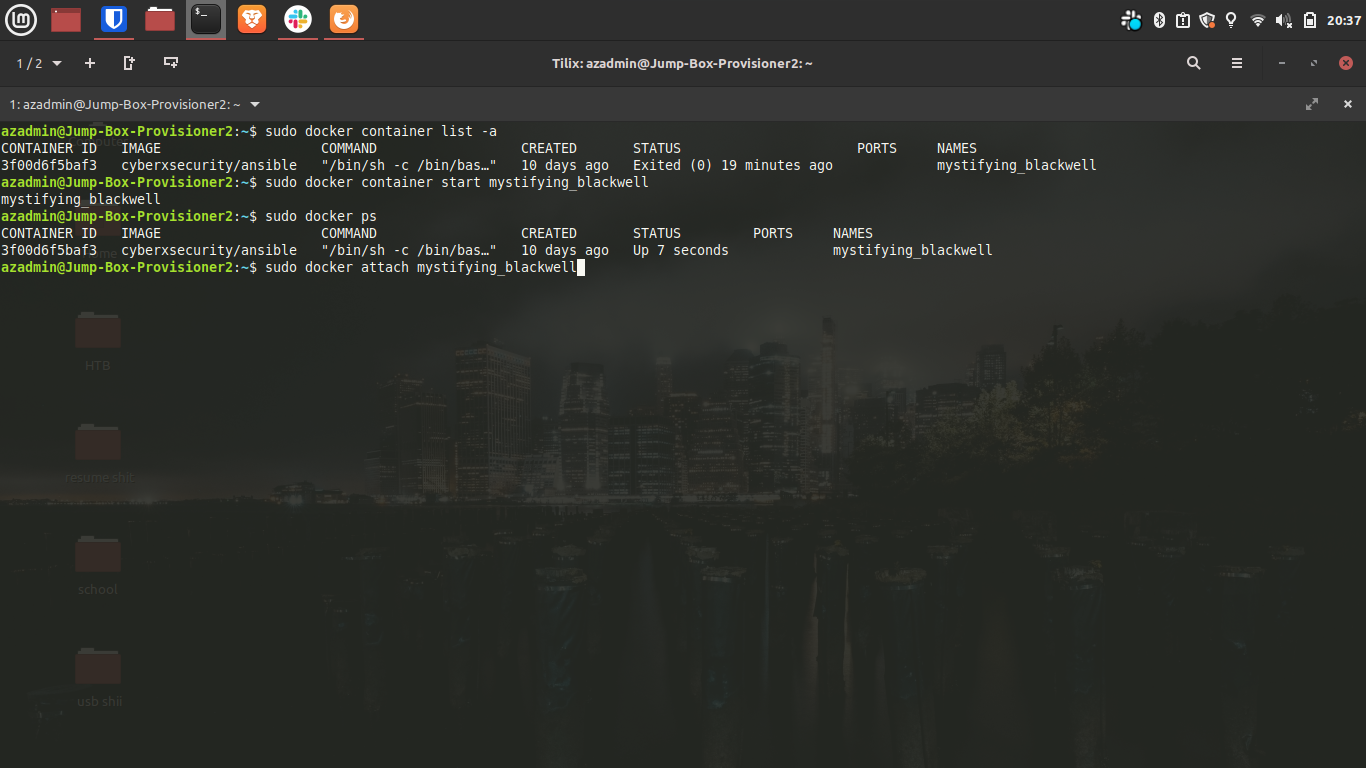 20:37
1 / 2
Tilix: azadmin@Jump-Box-Provisioner2: ~
1: azadmin@Jump-Box-Provisioner2: ~
azadmin@Jump-Box-Provisioner2:~$ sudo docker container list -a
CONTAINER ID   IMAGE                   COMMAND                  CREATED       STATUS                      PORTS     NAMES
3f00d6f5baf3   cyberxsecurity/ansible   "/bin/sh -c /bin/bas…"   10 days ago   Exited (0) 19 minutes ago             mystifying_blackwell
azadmin@Jump-Box-Provisioner2:~$ sudo docker container start mystifying_blackwell
mystifying_blackwell
azadmin@Jump-Box-Provisioner2:~$ sudo docker ps
CONTAINER ID   IMAGE                   COMMAND                  CREATED       STATUS         PORTS     NAMES
3f00d6f5baf3   cyberxsecurity/ansible   "/bin/sh -c /bin/bas…"   10 days ago   Up 7 seconds             mystifying_blackwell
azadmin@Jump-Box-Provisioner2:~$ sudo docker attach mystifying_blackwell
HTB
resume shit
school
usb shii